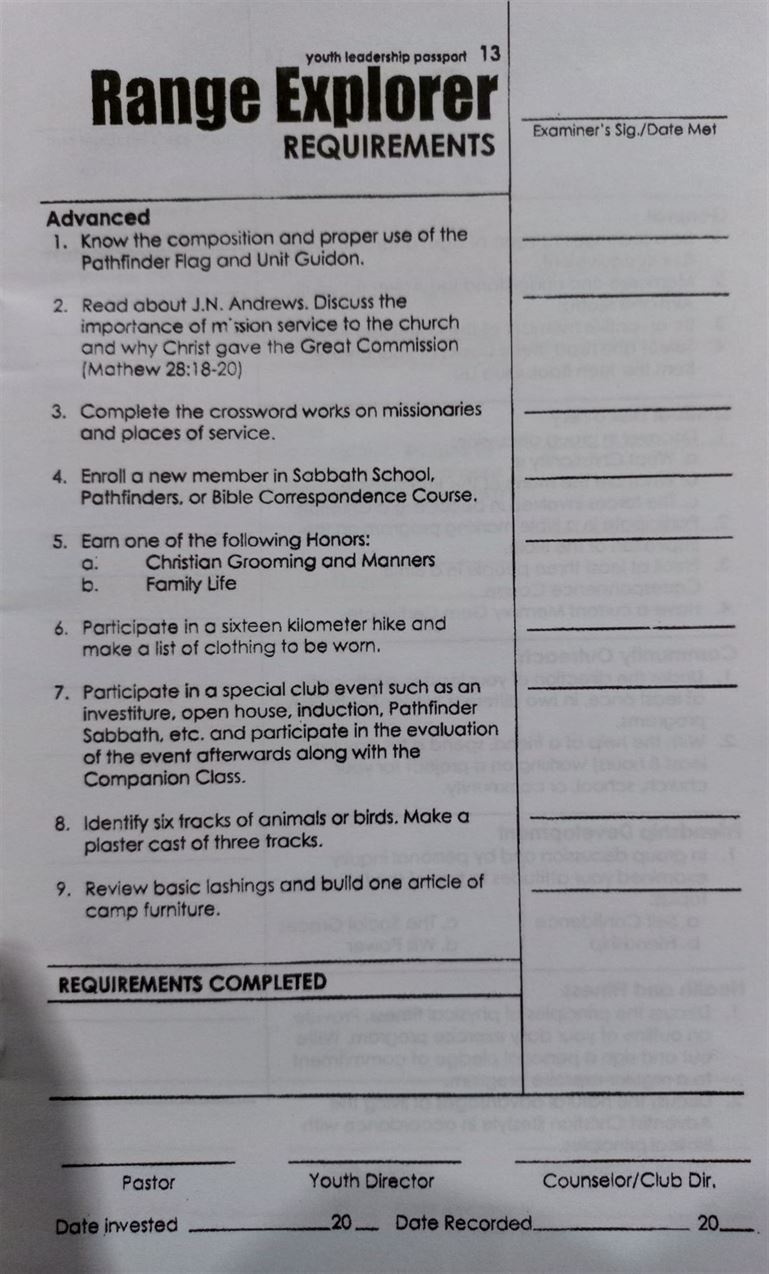 youth leadership passport 13
Range Explorer
REQUIREMENTS
Examiner's Sig./Date Met
Advanced
1. Know the composition and proper use of the
Pathfinder Flag and Unit Guidon.
2. Read about J.N. Andrews. Discuss the
importance of mission service to the church
and why Christ gave the Great Commission
(Mathew 28:18-20)
3. Complete the crossword works on missionaries
and places of service.
4. Enroll a new member in Sabbath School,
Pathfinders, or Bible Correspondence Course.
5. Earn one of the following Honors:
a. Christian Grooming and Manners
b. Family Life
6. Participate in a sixteen kilometer hike and
make a list of clothing to be worn.
7. Participate in a special club event such as an
investiture, open house, induction, Pathfinder
Sabbath, etc. and participate in the evaluation
of the event afterwards along with the
Companion Class.
8. Identify six tracks of animals or birds. Make a
plaster cast of three tracks.
9. Review basic lashings and build one article of
camp furniture.
REQUIREMENTS COMPLETED
Pastor Youth Director Counselor/Club Dir.
Date invested ____________ 20__ Date Recorded____________ 20__